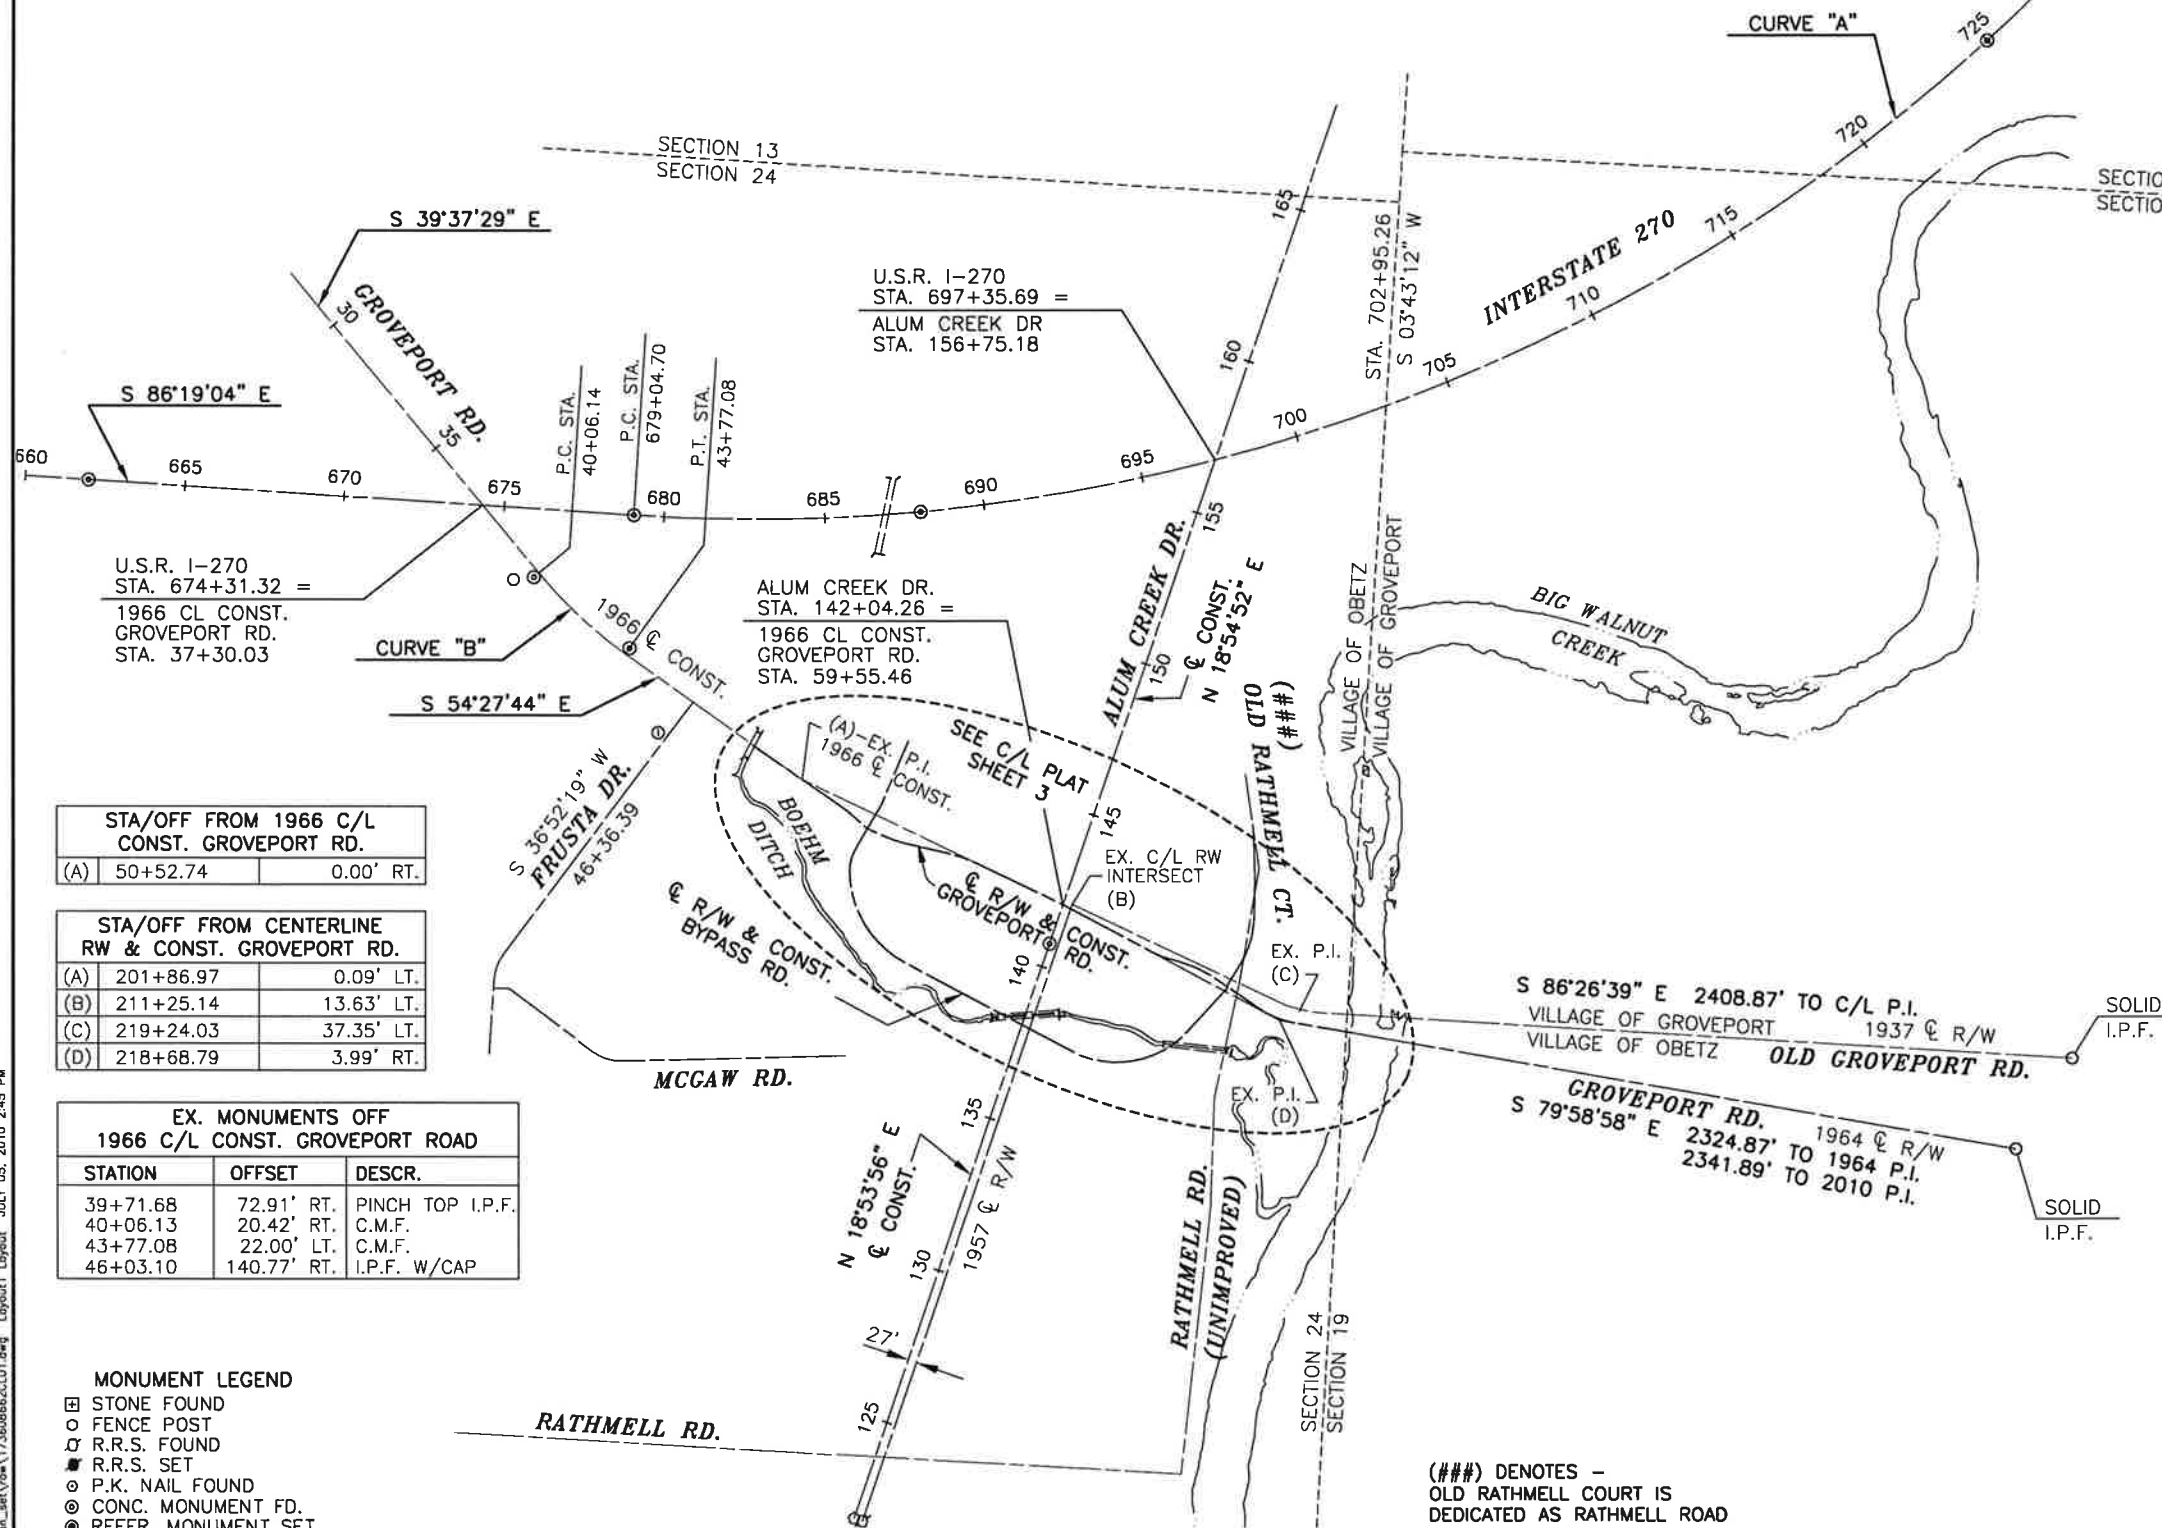 CURVE "A"
725
720
715
710
705
700
INTERSTATE 270
SECTION 13
SECTION 24
165
160
STA. 702+95.26
S 03°43'12" W
S 39°37'29" E
GROVEPORT RD.
30
35
U.S.R. I-270
STA. 697+35.69 =
ALUM CREEK DR
STA. 156+75.18
S 86°19'04" E
660
665
670
675
680
685
690
695
P.C. STA.
40+06.14
P.C. STA.
679+04.70
P.T. STA.
43+77.08
U.S.R. I-270
STA. 674+31.32 =
1966 CL CONST.
GROVEPORT RD.
STA. 37+30.03
CURVE "B"
1966 ℄ CONST.
S 54°27'44" E
ALUM CREEK DR.
STA. 142+04.26 =
1966 CL CONST.
GROVEPORT RD.
STA. 59+55.46
155
ALUM CREEK DR.
℄ CONST.
N 18°54'52" E
150
145
(###)
OLD RATHMELL CT.
VILLAGE OF OBETZ
VILLAGE OF GROVEPORT
BIG WALNUT
CREEK
S 36°52'19" W
FRUSTA DR.
46+36.39
(A)-EX. P.I.
1966 ℄ CONST.
SEE C/L PLAT
SHEET 3
BOEHM
DITCH
℄ R/W & CONST.
GROVEPORT RD.
℄ R/W & CONST.
BYPASS RD.
EX. C/L RW
INTERSECT
(B)
140
EX. P.I.
(C)
EX. P.I.
(D)
MCGAW RD.
S 86°26'39" E 2408.87' TO C/L P.I.
VILLAGE OF GROVEPORT 1937 ℄ R/W
VILLAGE OF OBETZ OLD GROVEPORT RD.
SOLID
I.P.F.
GROVEPORT RD. 1964 ℄ R/W
S 79°58'58" E 2324.87' TO 1964 P.I.
2341.89' TO 2010 P.I.
SOLID
I.P.F.
135
N 18°53'56" E
℄ CONST.
1957 ℄ R/W
130
27'
125
RATHMELL RD.
RATHMELL RD.
(UNIMPROVED)
SECTION 24
SECTION 19
STA/OFF FROM 1966 C/L
CONST. GROVEPORT RD.
(A) 50+52.74 0.00' RT.
STA/OFF FROM CENTERLINE
RW & CONST. GROVEPORT RD.
(A) 201+86.97 0.09' LT.
(B) 211+25.14 13.63' LT.
(C) 219+24.03 37.35' LT.
(D) 218+68.79 3.99' RT.
EX. MONUMENTS OFF
1966 C/L CONST. GROVEPORT ROAD
STATION OFFSET DESCR.
39+71.68 72.91' RT. PINCH TOP I.P.F.
40+06.13 20.42' RT. C.M.F.
43+77.08 22.00' LT. C.M.F.
46+03.10 140.77' RT. I.P.F. W/CAP
MONUMENT LEGEND
STONE FOUND
FENCE POST
R.R.S. FOUND
R.R.S. SET
P.K. NAIL FOUND
CONC. MONUMENT FD.
REFER. MONUMENT SET
(###) DENOTES -
OLD RATHMELL COURT IS
DEDICATED AS RATHMELL ROAD